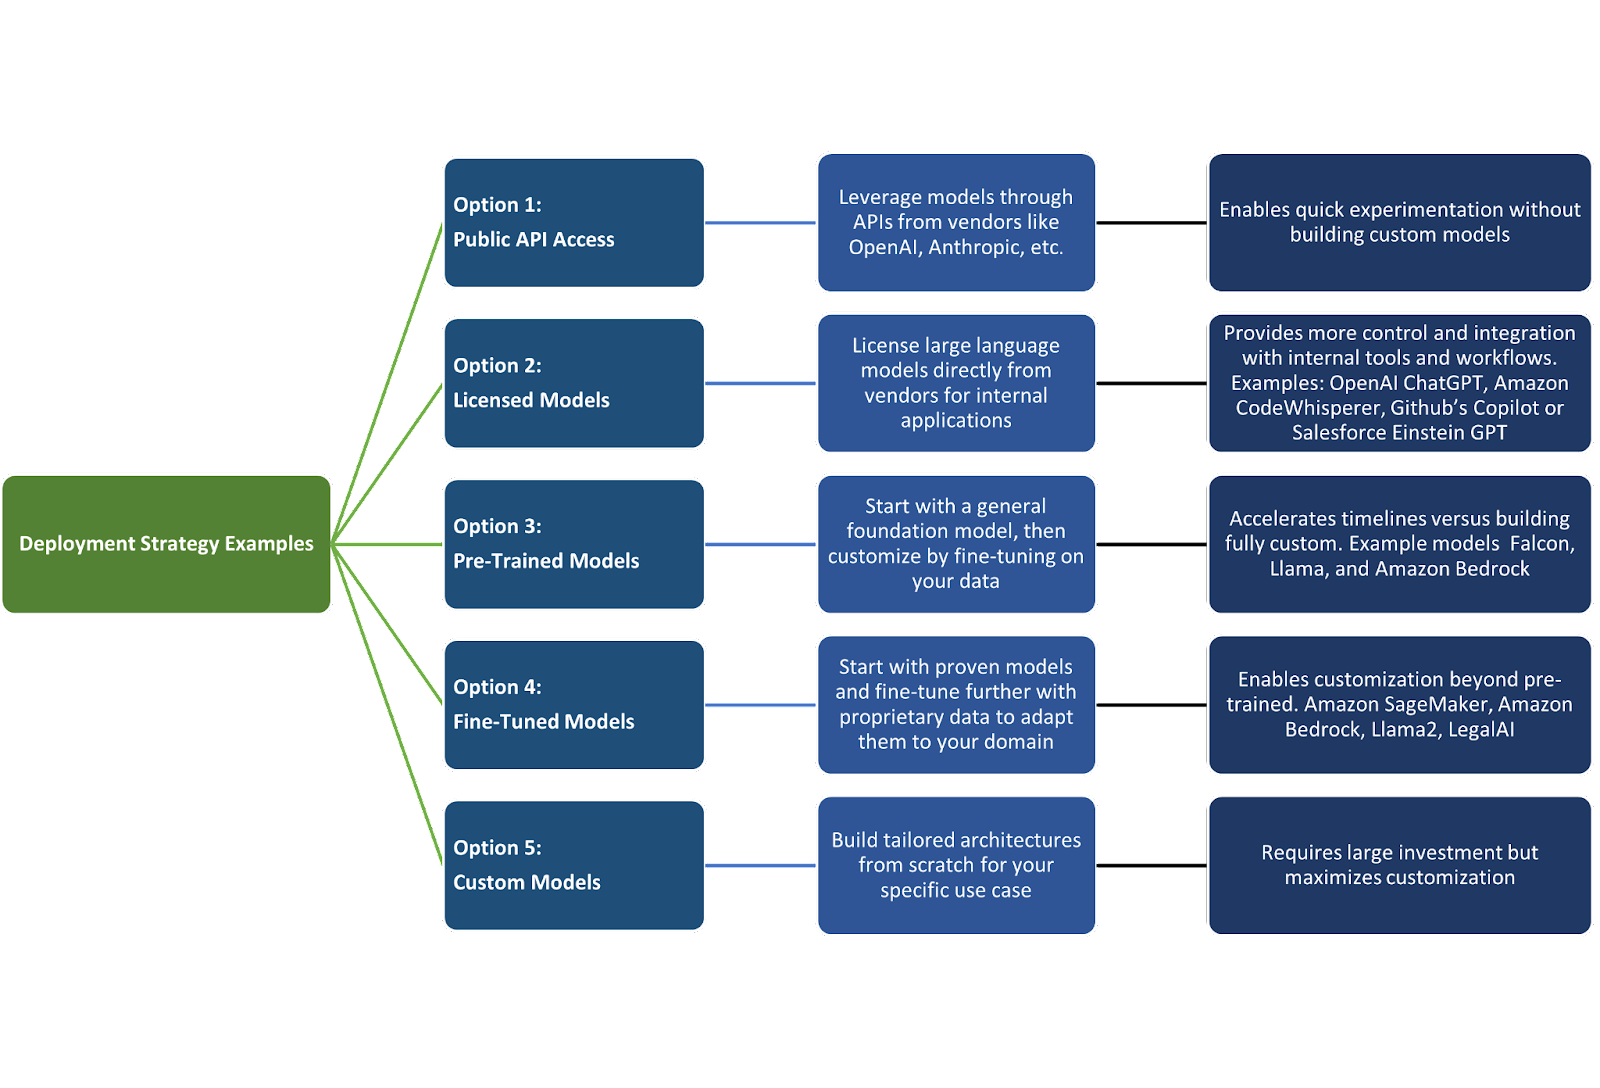 Deployment Strategy Examples
Option 1:
Public API Access
Leverage models through
APIs from vendors like
OpenAI, Anthropic, etc.
Enables quick experimentation without
building custom models
Option 2:
Licensed Models
License large language
models directly from
vendors for internal
applications
Provides more control and integration
with internal tools and workflows.
Examples: OpenAI ChatGPT, Amazon
CodeWhisperer, Github’s Copilot or
Salesforce Einstein GPT
Option 3:
Pre-Trained Models
Start with a general
foundation model, then
customize by fine-tuning on
your data
Accelerates timelines versus building
fully custom. Example models  Falcon,
Llama, and Amazon Bedrock
Option 4:
Fine-Tuned Models
Start with proven models
and fine-tune further with
proprietary data to adapt
them to your domain
Enables customization beyond pre-
trained. Amazon SageMaker, Amazon
Bedrock, Llama2, LegalAI
Option 5:
Custom Models
Build tailored architectures
from scratch for your
specific use case
Requires large investment but
maximizes customization